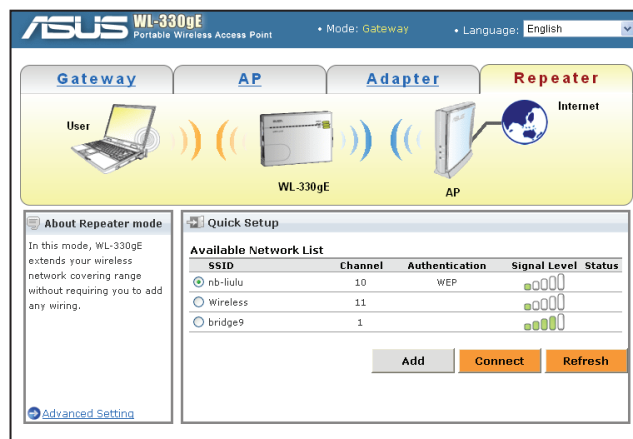 ASUS WL-330gE
Portable Wireless Access Point
• Mode: Gateway
• Language: English
Gateway
AP
Adapter
Repeater
User
Internet
WL-330gE
AP
About Repeater mode
In this mode, WL-330gE
extends your wireless
network covering range
without requiring you to add
any wiring.
Advanced Setting
Quick Setup
Available Network List
SSID Channel Authentication Signal Level Status
nb-liulu 10 WEP
Wireless 11
bridge9 1
Add Connect Refresh